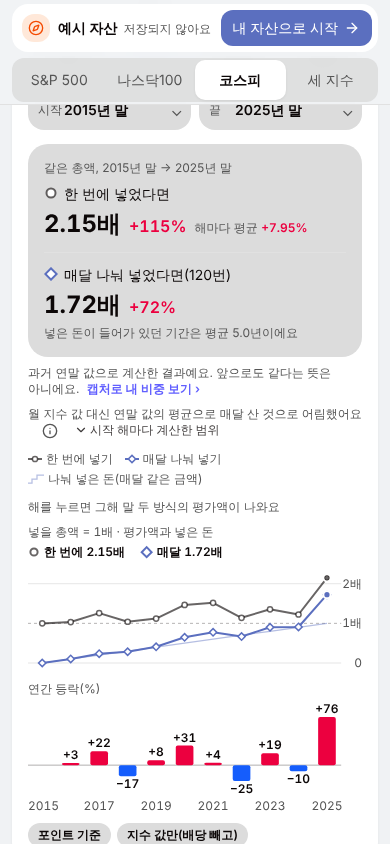 예시 자산 저장되지 않아요 내 자산으로 시작 →
S&P 500 나스닥100 코스피 세 지수
시작 2015년 말 끝 2025년 말
같은 총액, 2015년 말 → 2025년 말
한 번에 넣었다면
2.15배 +115% 해마다 평균 +7.95%
매달 나눠 넣었다면(120번)
1.72배 +72%
넣은 돈이 들어가 있던 기간은 평균 5.0년이에요
과거 연말 값으로 계산한 결과예요. 앞으로도 같다는 뜻은
아니에요. 캡처로 내 비중 보기 ›
월 지수 값 대신 연말 값의 평균으로 매달 산 것으로 어림했어요
시작 해마다 계산한 범위
한 번에 넣기 매달 나눠 넣기
나눠 넣은 돈(매달 같은 금액)
해를 누르면 그해 말 두 방식의 평가액이 나와요
넣을 총액 = 1배 · 평가액과 넣은 돈
한 번에 2.15배 매달 1.72배
2배
1배
0
연간 등락(%)
+3 +22 −17 +8 +31 +4 −25 +19 −10 +76
2015 2017 2019 2021 2023 2025
포인트 기준 지수 값만(배당 빼고)